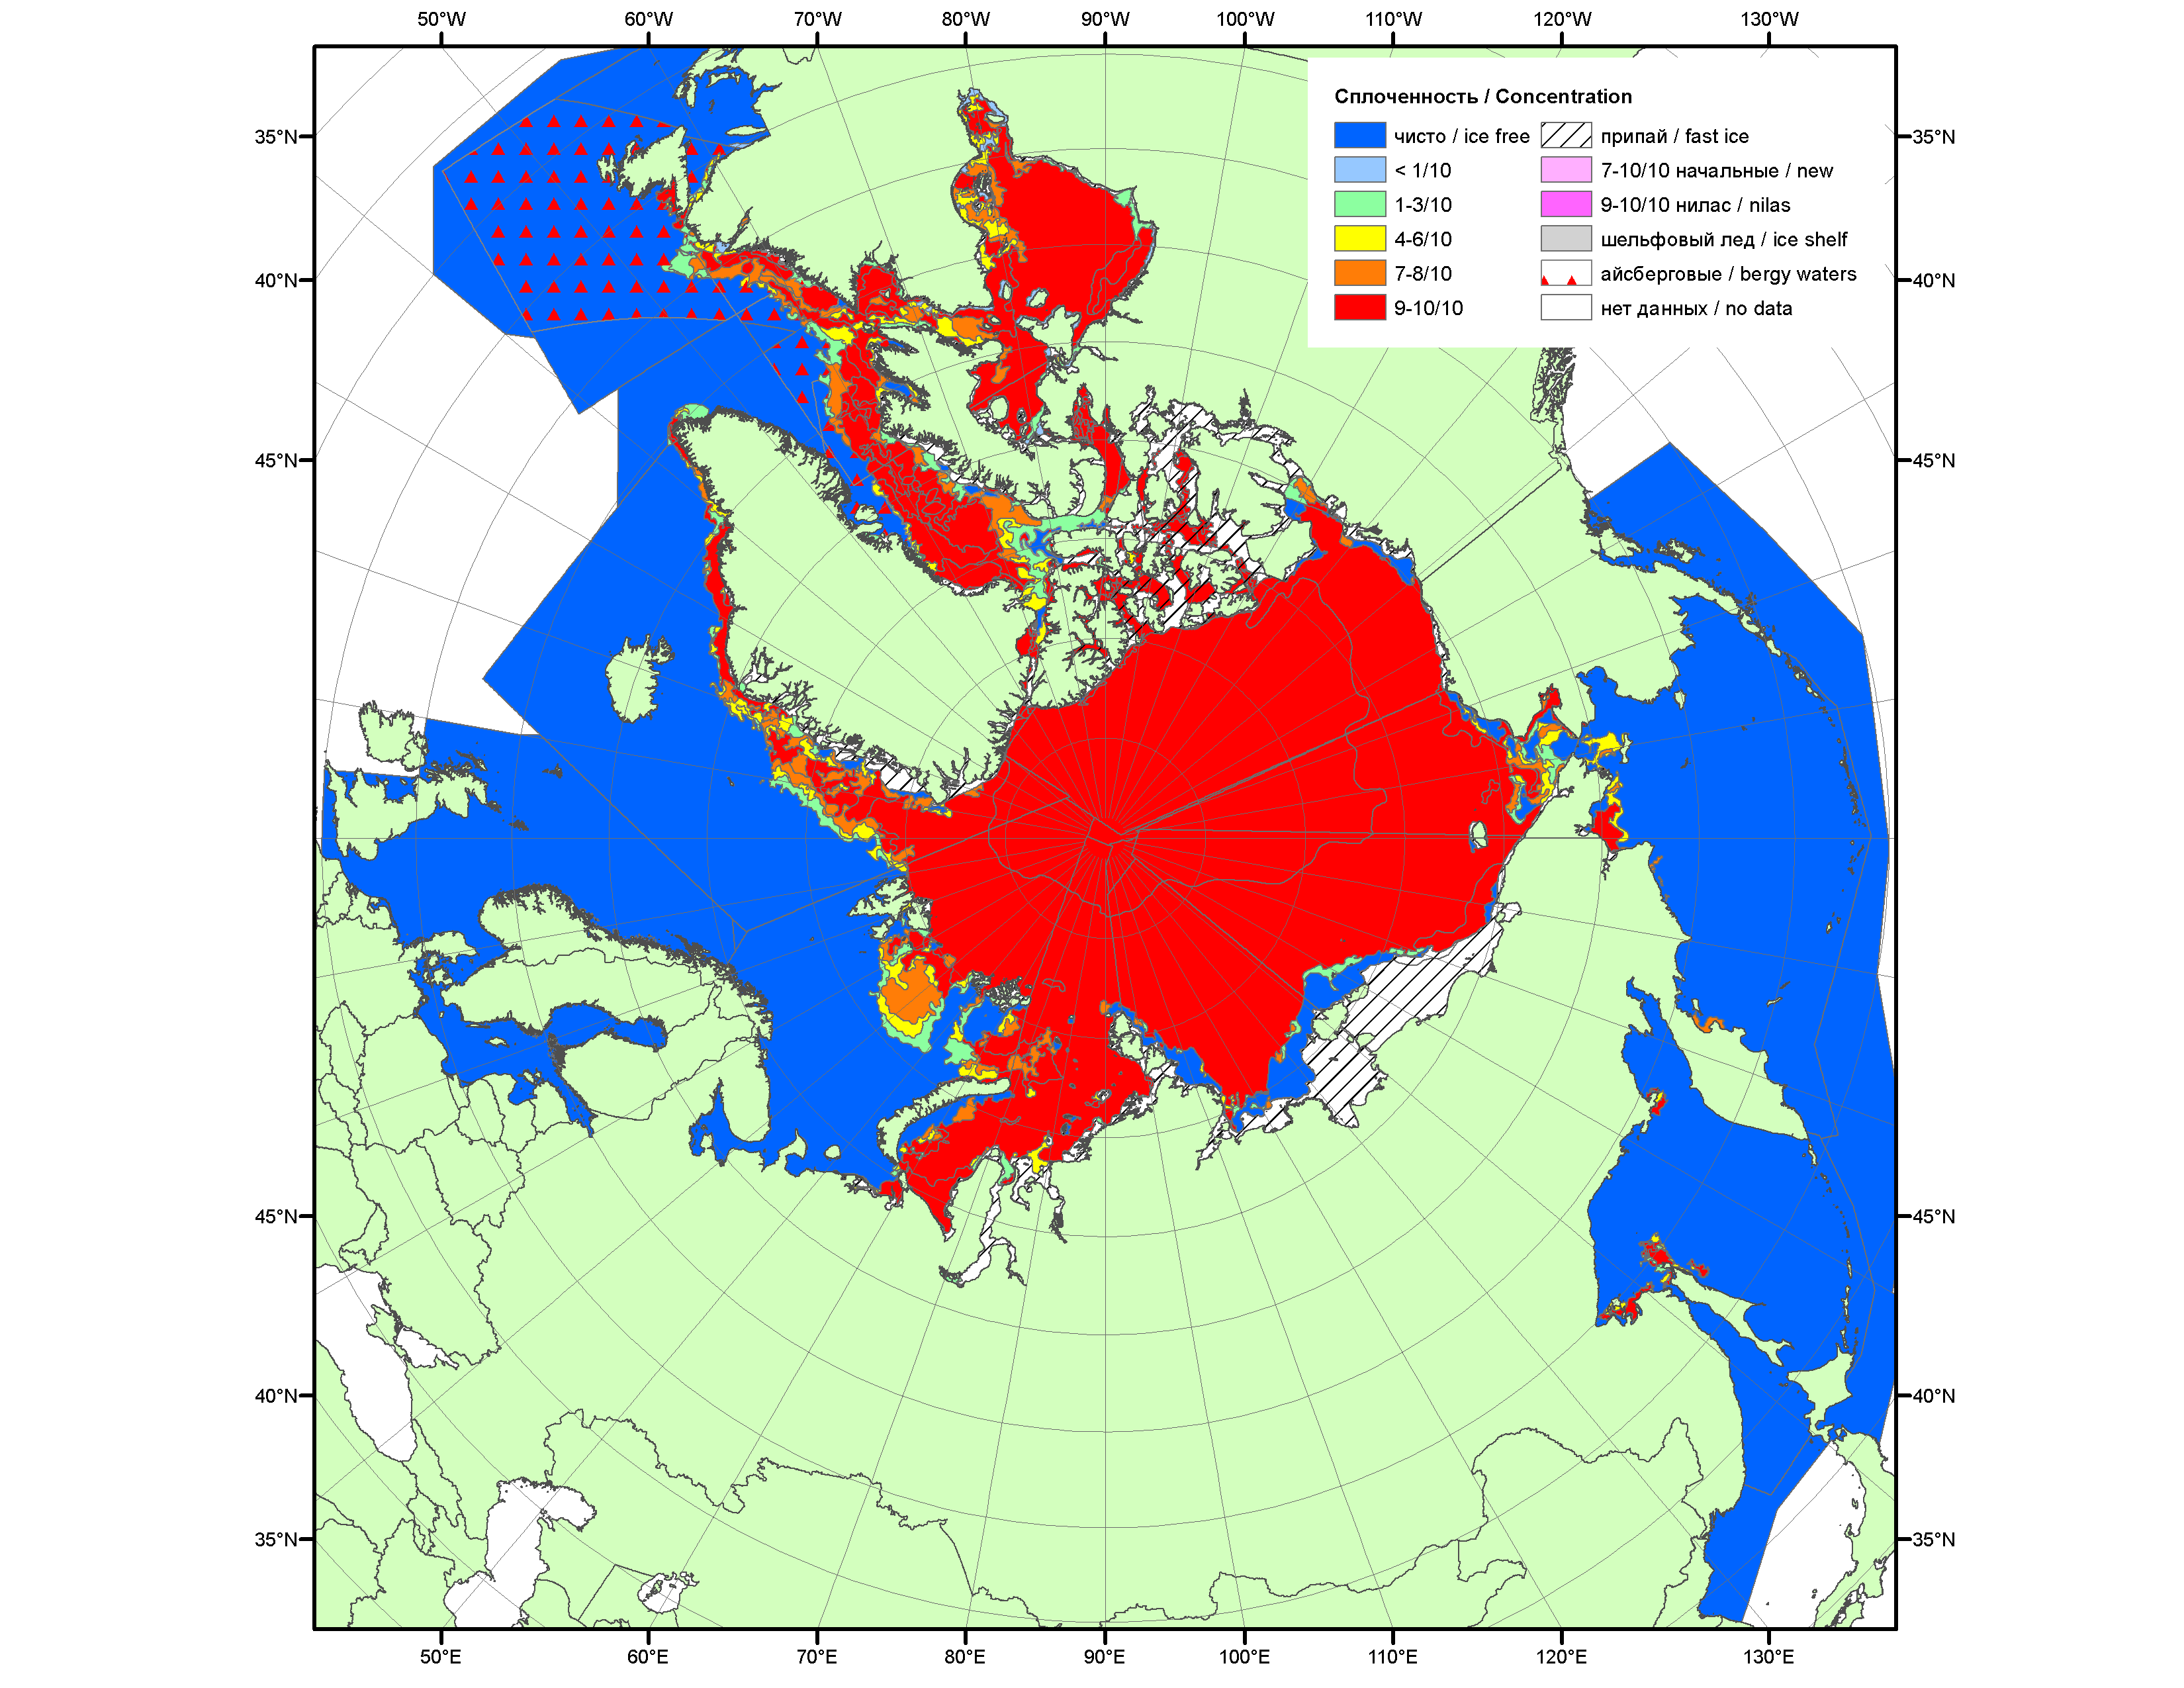 50°W 60°W 70°W 80°W 90°W 100°W 110°W 120°W 130°W
Сплоченность / Concentration
чисто / ice free
< 1/10
1-3/10
4-6/10
7-8/10
9-10/10
припай / fast ice
7-10/10 начальные / new
9-10/10 нилас / nilas
шельфовый лед / ice shelf
айсберговые / bergy waters
нет данных / no data
35°N 35°N
40°N 40°N
45°N 45°N
45°N 45°N
40°N 40°N
35°N 35°N
50°E 60°E 70°E 80°E 90°E 100°E 110°E 120°E 130°E